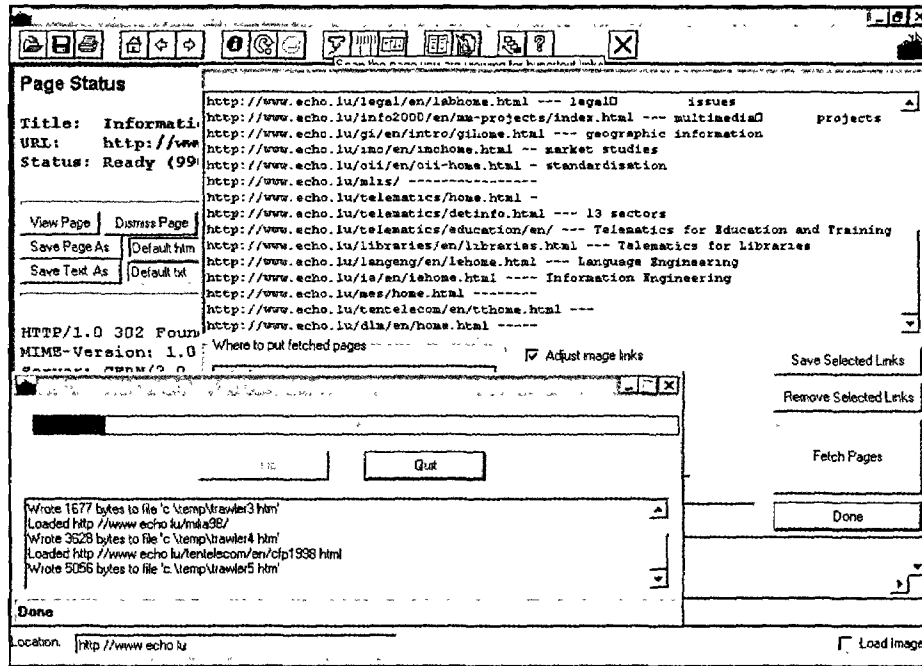 Scan the page you are viewing for hypertext links
Page Status
Title: Informati
URL: http://www
Status: Ready (99
View Page Dismiss Page
Save Page As Default htm
Save Text As Default txt
HTTP/1.0 302 Foun
MIME-Version: 1.0
http://www.echo.lu/legal/en/labhome.html --- legal issues
http://www.echo.lu/info2000/en/mm-projects/index.html --- multimedia projects
http://www.echo.lu/gi/en/intro/gihome.html --- geographic information
http://www.echo.lu/imo/en/imohome.html -- market studies
http://www.echo.lu/oii/en/oii-home.html - standardisation
http://www.echo.lu/mlis/ ----------------
http://www.echo.lu/telematics/home.html -
http://www.echo.lu/telematics/detinfo.html --- 13 sectors
http://www.echo.lu/telematics/education/en/ --- Telematics for Education and Training
http://www.echo.lu/libraries/en/libraries.html --- Telematics for Libraries
http://www.echo.lu/langeng/en/lehome.html --- Language Engineering
http://www.echo.lu/ie/en/iehome.html ---- Information Engineering
http://www.echo.lu/mes/home.html --------
http://www.echo.lu/tentelecom/en/tthome.html ---
http://www.echo.lu/dlm/en/home.html -----
Where to put fetched pages
Adjust image links
Save Selected Links
Remove Selected Links
Fetch Pages
Done
Quit
Wrote 1677 bytes to file 'c \temp\trawler3 htm'
Loaded http //www echo lu/milia98/
Wrote 3628 bytes to file 'c \temp\trawler4 htm'
Loaded http //www echo lu/tentelecom/en/cfp1998 html
Wrote 5056 bytes to file 'c \temp\trawler5 htm'
Done
Location. http //www echo lu
Load Image